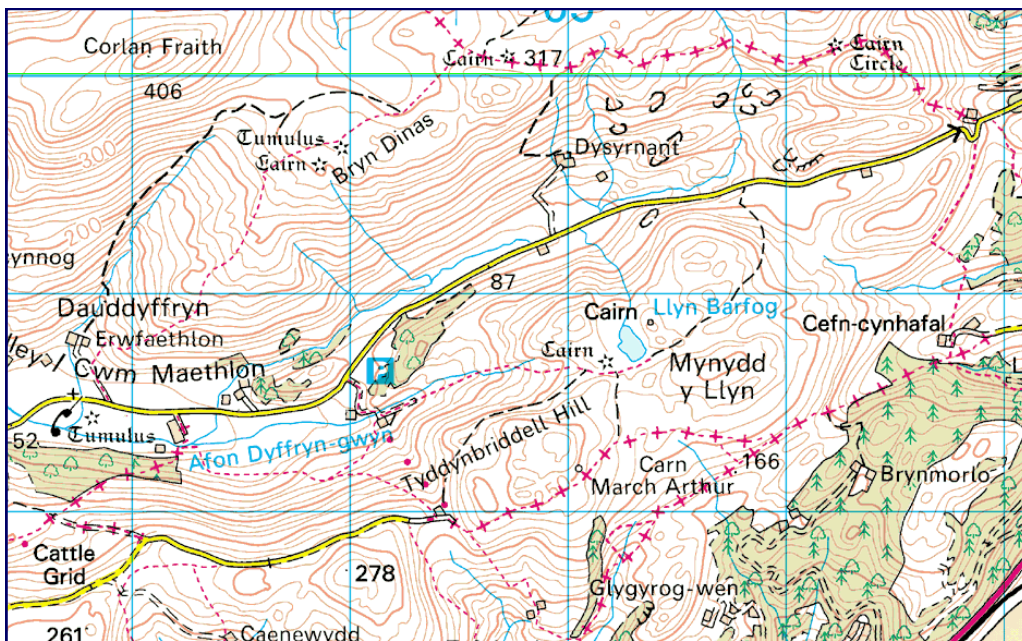 Corlan Fraith
Cairn
317
Cairn
Circle
406
Tumulus
Cairn
Bryn Dinas
Dysyrnant
300
200
ynnog
87
Dauddyffryn
Erwfaethlon
lley
Cwm Maethlon
Cairn
Llyn Barfog
Cefn-cynhafal
P
Cairn
Mynydd
y Llyn
L
52
Tumulus
Afon Dyffryn-gwyn
Tyddynbriddell Hill
Carn
March Arthur
166
Brynmorlo
Cattle
Grid
278
Glygyrog-wen
261
Caenewydd